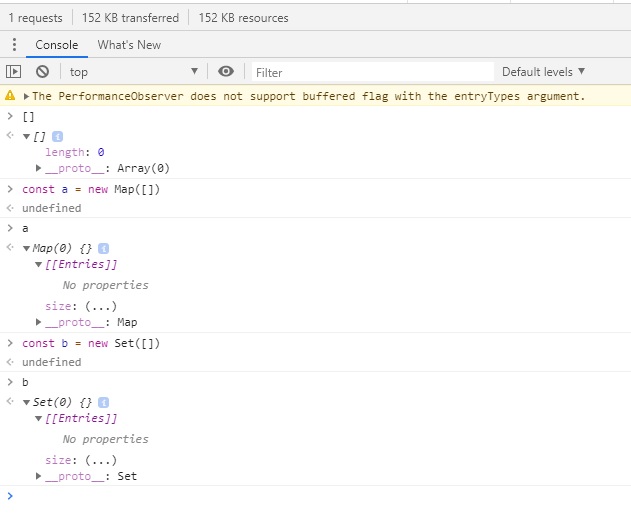 1 requests 152 KB transferred 152 KB resources
Console What's New
top Filter Default levels ▼
The PerformanceObserver does not support buffered flag with the entryTypes argument.
> []
<· ▼[] i
length: 0
▶__proto__: Array(0)
> const a = new Map([])
<· undefined
> a
<· ▼Map(0) {} i
▼[[Entries]]
No properties
size: (...)
▶__proto__: Map
> const b = new Set([])
<· undefined
> b
<· ▼Set(0) {} i
▼[[Entries]]
No properties
size: (...)
▶__proto__: Set
>